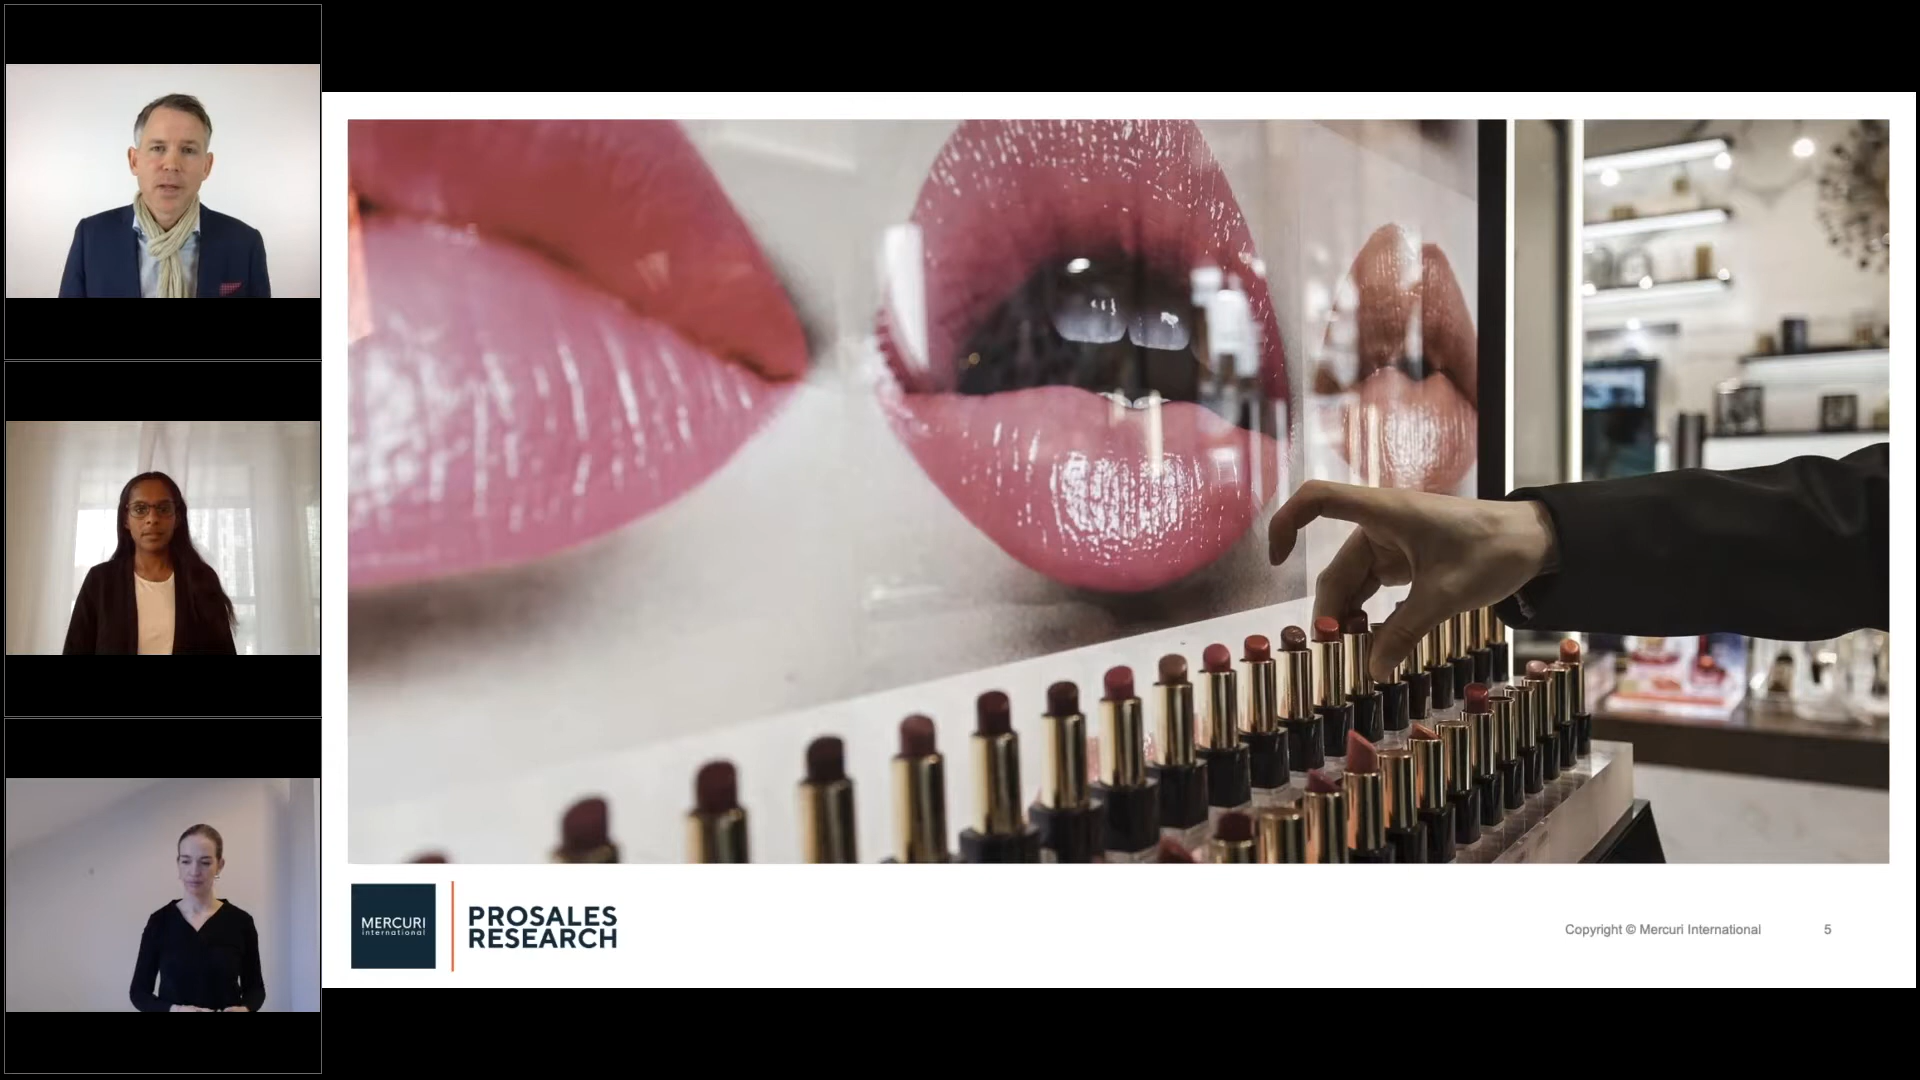 MERCURI
international
PROSALES
RESEARCH
Copyright © Mercuri International
5